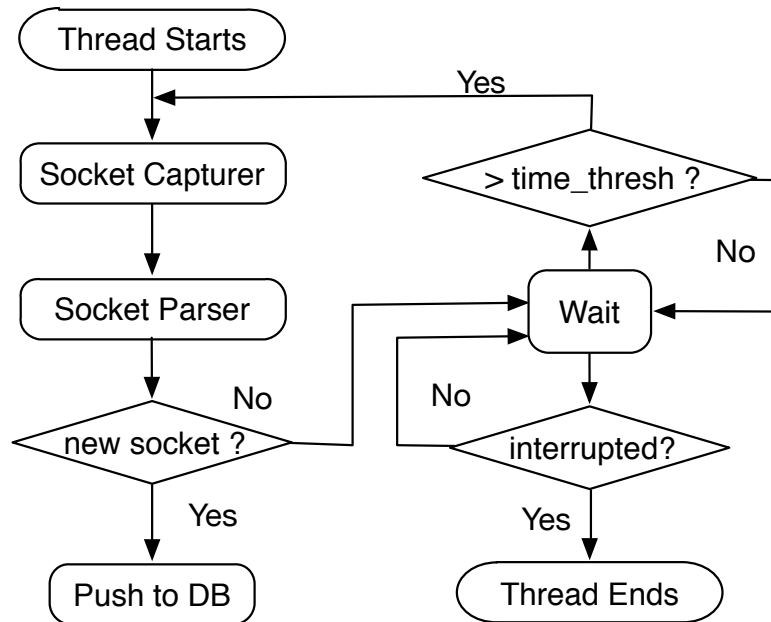 Thread Starts
Yes
Socket Capturer
> time_thresh ?
No
Socket Parser
Wait
No
No
new socket ?
interrupted?
Yes
Yes
Push to DB
Thread Ends